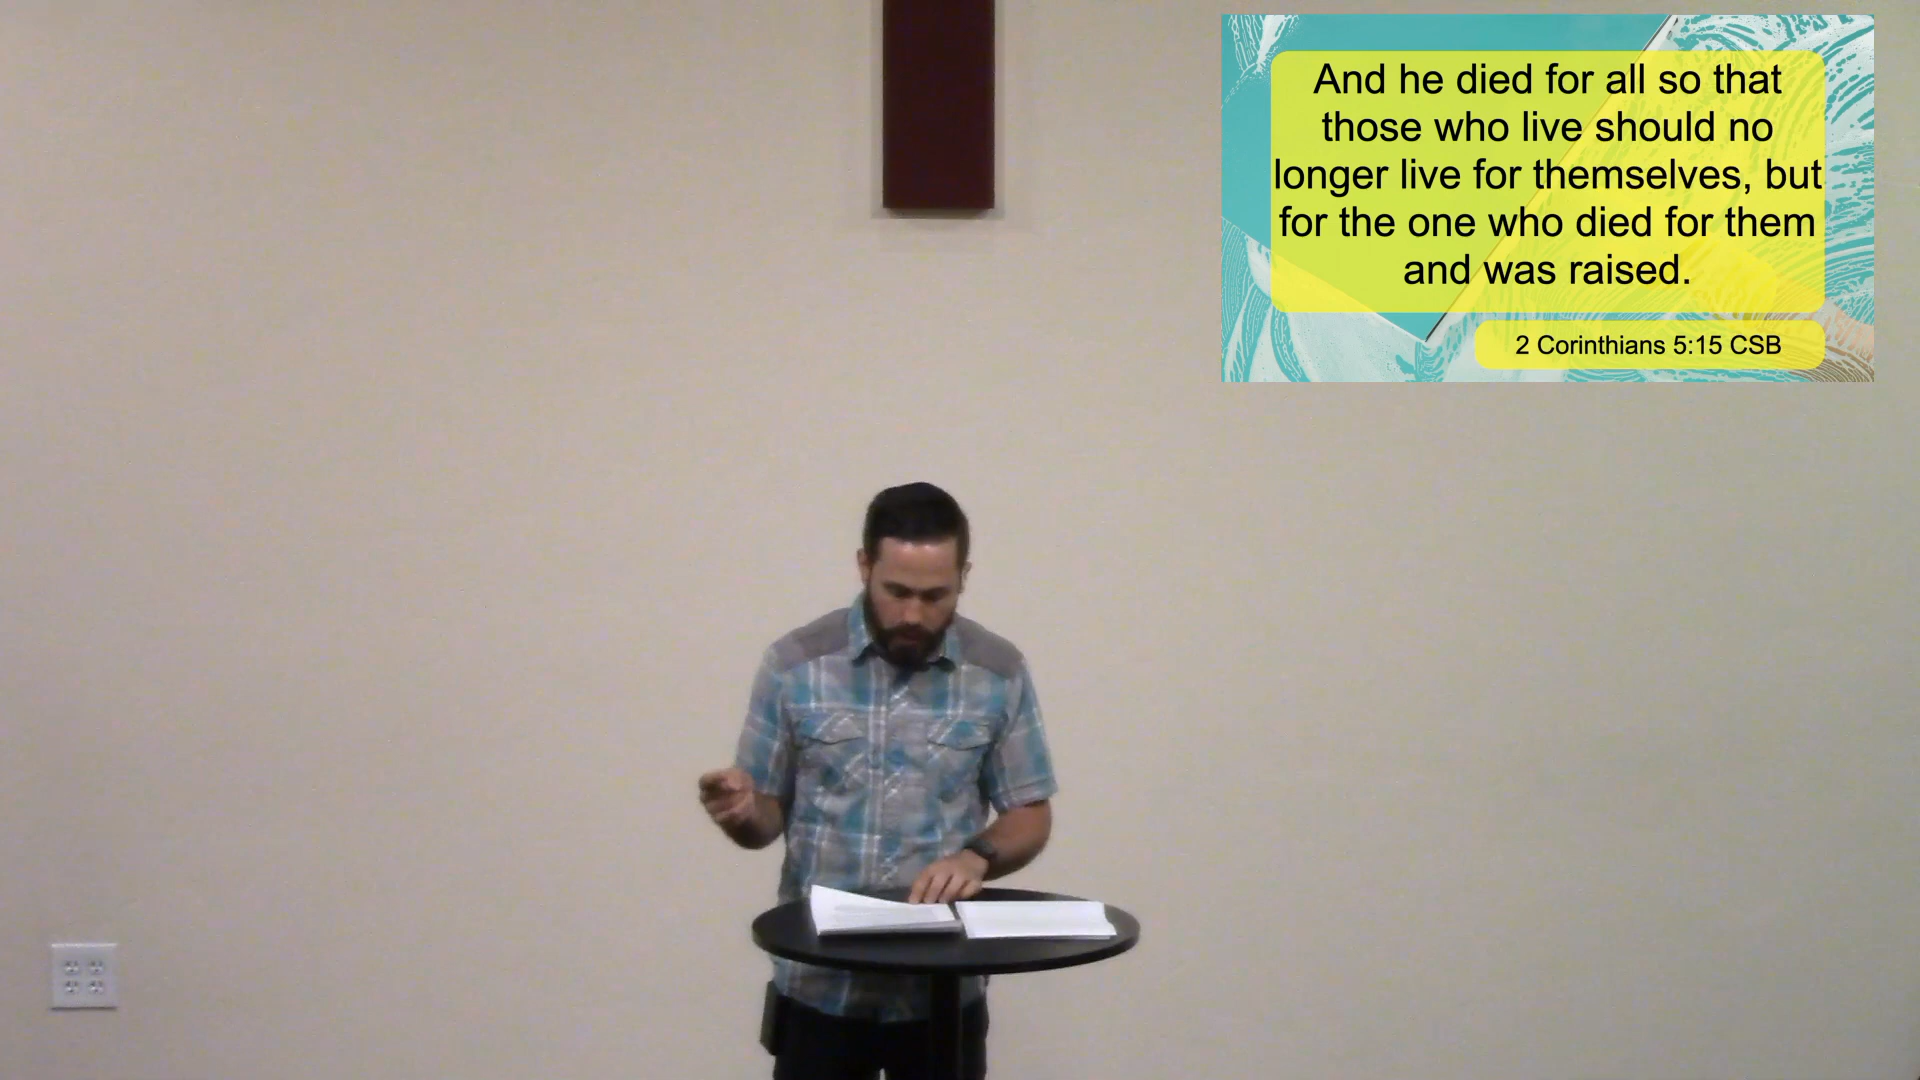 And he died for all so that
those who live should no
longer live for themselves, but
for the one who died for them
and was raised.
2 Corinthians 5:15 CSB